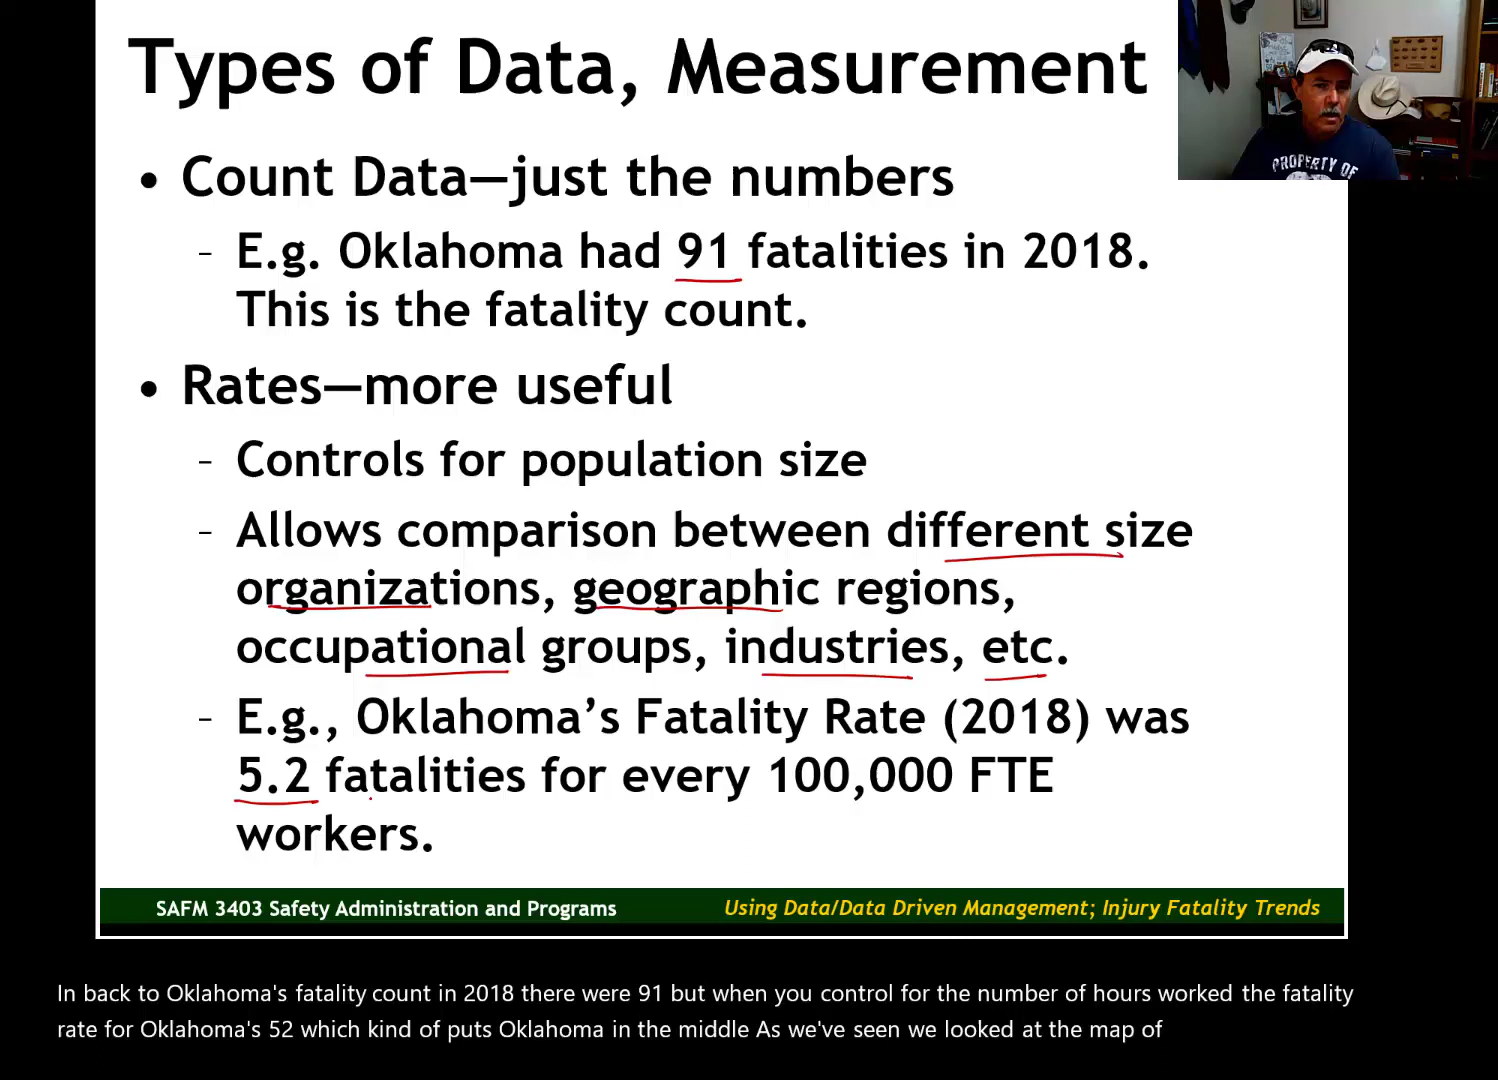 Types of Data, Measurement
• Count Data—just the numbers
– E.g. Oklahoma had 91 fatalities in 2018.
This is the fatality count.
• Rates—more useful
– Controls for population size
– Allows comparison between different size
organizations, geographic regions,
occupational groups, industries, etc.
– E.g., Oklahoma’s Fatality Rate (2018) was
5.2 fatalities for every 100,000 FTE
workers.
PROPERTY OF
SAFM 3403 Safety Administration and Programs
Using Data/Data Driven Management; Injury Fatality Trends
In back to Oklahoma's fatality count in 2018 there were 91 but when you control for the number of hours worked the fatality
rate for Oklahoma's 52 which kind of puts Oklahoma in the middle As we've seen we looked at the map of